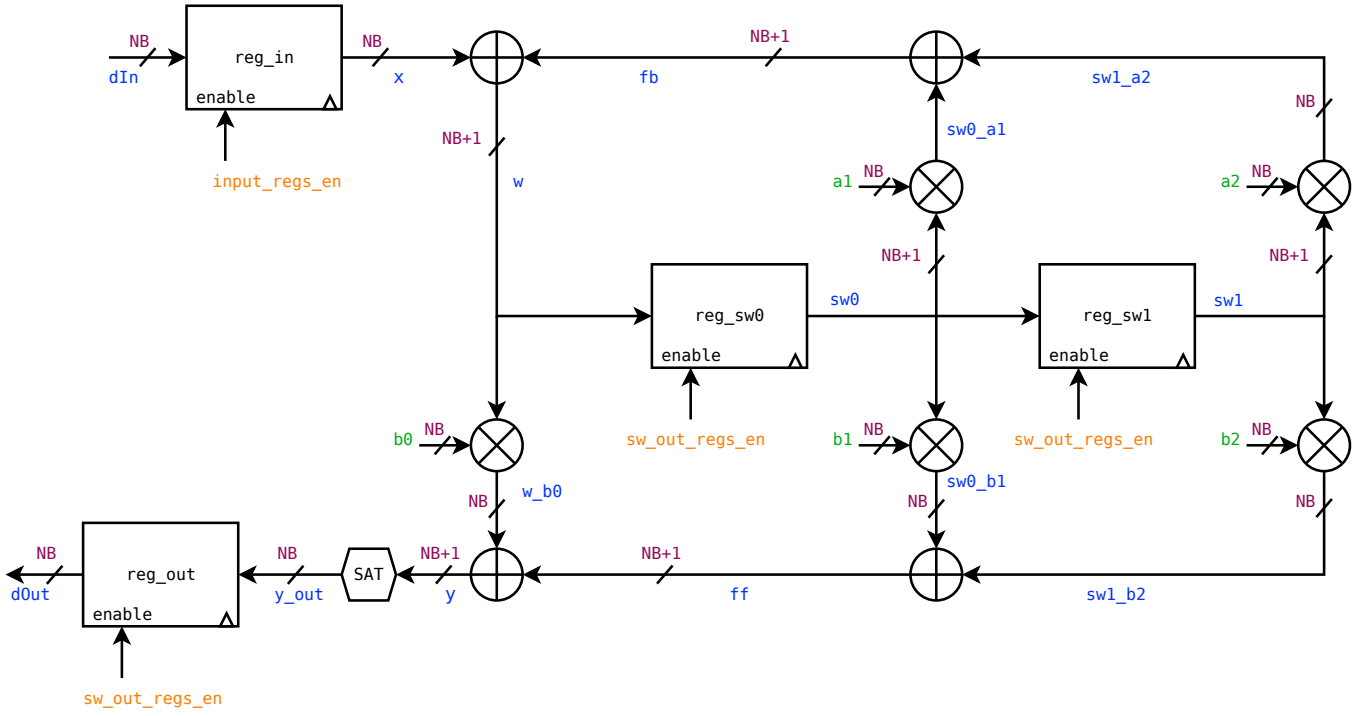 NB
dIn
reg_in
enable
input_regs_en
NB
x
NB+1
fb
sw1_a2
NB
NB+1
w
sw0_a1
a1
NB
a2
NB
NB+1
NB+1
reg_sw0
enable
sw_out_regs_en
sw0
reg_sw1
enable
sw_out_regs_en
sw1
b0
NB
b1
NB
b2
NB
NB
w_b0
NB
sw0_b1
NB
NB
dOut
reg_out
enable
sw_out_regs_en
NB
y_out
SAT
NB+1
y
NB+1
ff
sw1_b2